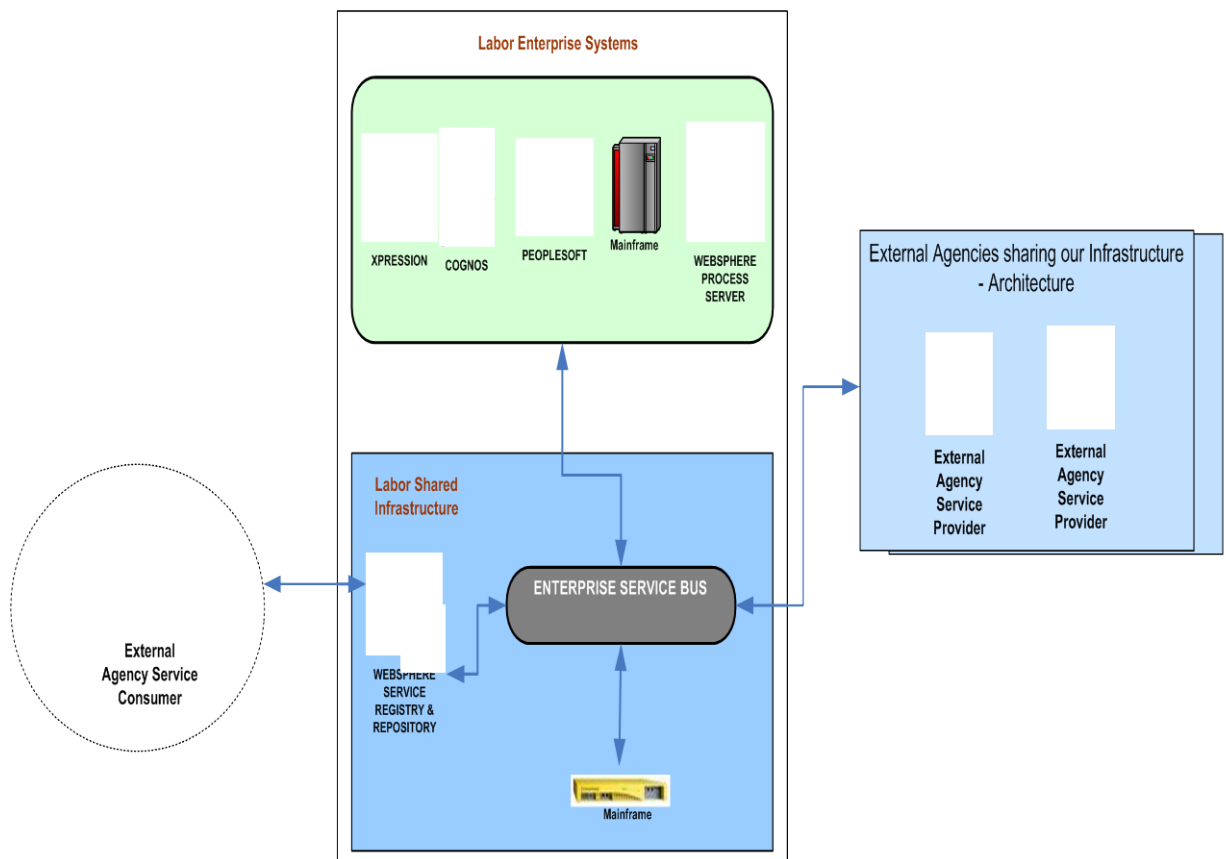 Labor Enterprise Systems
XPRESSION
COGNOS
PEOPLESOFT
Mainframe
WEBSPHERE
PROCESS
SERVER
External Agencies sharing our Infrastructure
- Architecture
External
Agency
Service
Provider
External
Agency
Service
Provider
Labor Shared
Infrastructure
ENTERPRISE SERVICE BUS
External
Agency Service
Consumer
WEBSPHERE
SERVICE
REGISTRY &
REPOSITORY
Mainframe